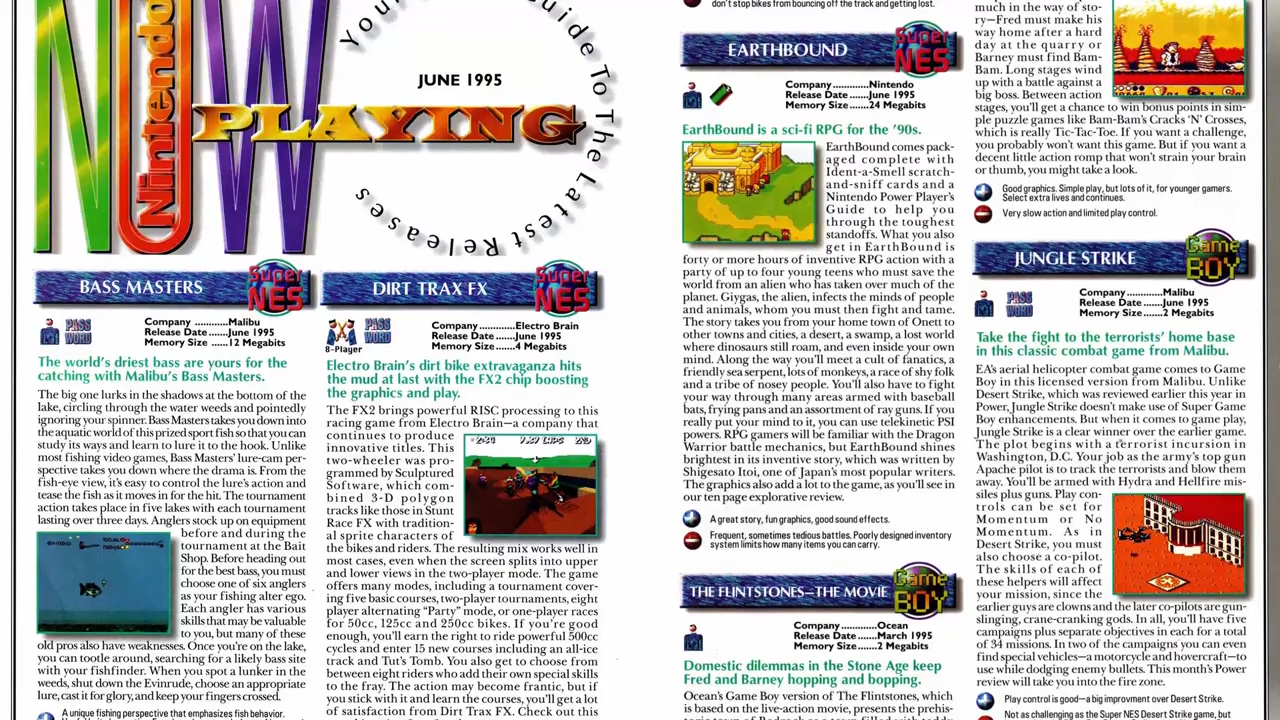 Nintendo
NOW
PLAYING
JUNE 1995
Your Guide To The Latest Releases
BASS MASTERS
Super
NES
PASS
WORD
Company ............Malibu
Release Date ......June 1995
Memory Size ......12 Megabits
The world's driest bass are yours for the
catching with Malibu's Bass Masters.
The big one lurks in the shadows at the bottom of the
lake, circling through the water weeds and pointedly
ignoring your spinner. Bass Masters takes you down into
the aquatic world of this prized sport fish so that you can
study its ways and learn to lure it to the hook. Unlike
most fishing video games, Bass Masters' lure-cam per-
spective takes you down where the drama is. From the
fish-eye view, it's easy to control the lure's action and
tease the fish as it moves in for the hit. The tournament
action takes place in five lakes with each tournament
lasting over three days. Anglers stock up on equipment
before and during the
tournament at the Bait
Shop. Before heading out
for the best bass, you must
choose one of six anglers
as your fishing alter ego.
Each angler has various
skills that may be valuable
to you, but many of these
old pros also have weaknesses. Once you're on the lake,
you can tootle around, searching for a likely bass site
with your fishfinder. When you spot a lunker in the
weeds, shut down the Evinrude, choose an appropriate
lure, cast it for glory, and keep your fingers crossed.
A unique fishing perspective that emphasizes fish behavior.
DIRT TRAX FX
Super
NES
8-Player
PASS
WORD
Company .............Electro Brain
Release Date ......June 1995
Memory Size ......4 Megabits
Electro Brain's dirt bike extravaganza hits
the mud at last with the FX2 chip boosting
the graphics and play.
The FX2 brings powerful RISC processing to this
racing game from Electro Brain—a company that
continues to produce
innovative titles. This
two-wheeler was pro-
grammed by Sculptured
Software, which com-
bined 3-D polygon
tracks like those in Stunt
Race FX with tradition-
al sprite characters of
the bikes and riders. The resulting mix works well in
most cases, even when the screen splits into upper
and lower views in the two-player mode. The game
offers many modes, including a tournament cover-
ing five basic courses, two-player tournaments, eight
player alternating "Party" mode, or one-player races
for 50cc, 125cc and 250cc bikes. If you're good
enough, you'll earn the right to ride powerful 500cc
cycles and enter 15 new courses including an all-ice
track and Tut's Tomb. You also get to choose from
between eight riders who add their own special skills
to the fray. The action may become frantic, but if
you stick with it and learn the courses, you'll get a lot
of satisfaction from Dirt Trax FX. Check out this
don't stop bikes from bouncing off the track and getting lost.
EARTHBOUND
Super
NES
Company .............Nintendo
Release Date ......June 1995
Memory Size ......24 Megabits
EarthBound is a sci-fi RPG for the '90s.
EarthBound comes pack-
aged complete with
Ident-a-Smell scratch-
and-sniff cards and a
Nintendo Power Player's
Guide to help you
through the toughest
standoffs. What you also
get in EarthBound is
forty or more hours of inventive RPG action with a
party of up to four young teens who must save the
world from an alien who has taken over much of the
planet. Giygas, the alien, infects the minds of people
and animals, whom you must then fight and tame.
The story takes you from your home town of Onett to
other towns and cities, a desert, a swamp, a lost world
where dinosaurs still roam, and even inside your own
mind. Along the way you'll meet a cult of fanatics, a
friendly sea serpent, lots of monkeys, a race of shy folk
and a tribe of nosey people. You'll also have to fight
your way through many areas armed with baseball
bats, frying pans and an assortment of ray guns. If you
really put your mind to it, you can use telekinetic PSI
powers. RPG gamers will be familiar with the Dragon
Warrior battle mechanics, but EarthBound shines
brightest in its inventive story, which was written by
Shigesato Itoi, one of Japan's most popular writers.
The graphics also add a lot to the game, as you'll see in
our ten page explorative review.
A great story, fun graphics, good sound effects.
Frequent, sometimes tedious battles. Poorly designed inventory
system limits how many items you can carry.
THE FLINTSTONES—THE MOVIE
Game
BOY
Company .............Ocean
Release Date ......March 1995
Memory Size ......2 Megabits
Domestic dilemmas in the Stone Age keep
Fred and Barney hopping and bopping.
Ocean's Game Boy version of The Flintstones, which
is based on the live-action movie, presents the prehis-
much in the way of sto-
ry—Fred must make his
way home after a hard
day at the quarry or
Barney must find Bam-
Bam. Long stages wind
up with a battle against a
big boss. Between action
stages, you'll get a chance to win bonus points in sim-
ple puzzle games like Bam-Bam's Cracks 'N' Crosses,
which is really Tic-Tac-Toe. If you want a challenge,
you probably won't want this game. But if you want a
decent little action romp that won't strain your brain
or thumb, you might take a look.
Good graphics. Simple play, but lots of it, for younger gamers.
Select extra lives and continues.
Very slow action and limited play control.
JUNGLE STRIKE
Game
BOY
PASS
WORD
Company .............Malibu
Release Date ......June 1995
Memory Size ......2 Megabits
Take the fight to the terrorists' home base
in this classic combat game from Malibu.
EA's aerial helicopter combat game comes to Game
Boy in this licensed version from Malibu. Unlike
Desert Strike, which was reviewed earlier this year in
Power, Jungle Strike doesn't make use of Super Game
Boy enhancements. But when it comes to game play,
Jungle Strike is a clear winner over the earlier game.
The plot begins with a terrorist incursion in
Washington, D.C. Your job as the army's top gun
Apache pilot is to track the terrorists and blow them
away. You'll be armed with Hydra and Hellfire mis-
siles plus guns. Play con-
trols can be set for
Momentum or No
Momentum. As in
Desert Strike, you must
also choose a co-pilot.
The skills of each of
these helpers will affect
your mission, since the
earlier guys are clowns and the later co-pilots are gun-
slinging, crane-cranking gods. In all, you'll have five
campaigns plus separate objectives in each for a total
of 34 missions. In two of the campaigns you can even
find special vehicles—a motorcycle and hovercraft—to
use while dodging enemy bullets. This month's Power
review will take you into the fire zone.
Play control is good—a big improvment over Desert Strike.
Not as challenging as the Super NES Desert Strike game, but